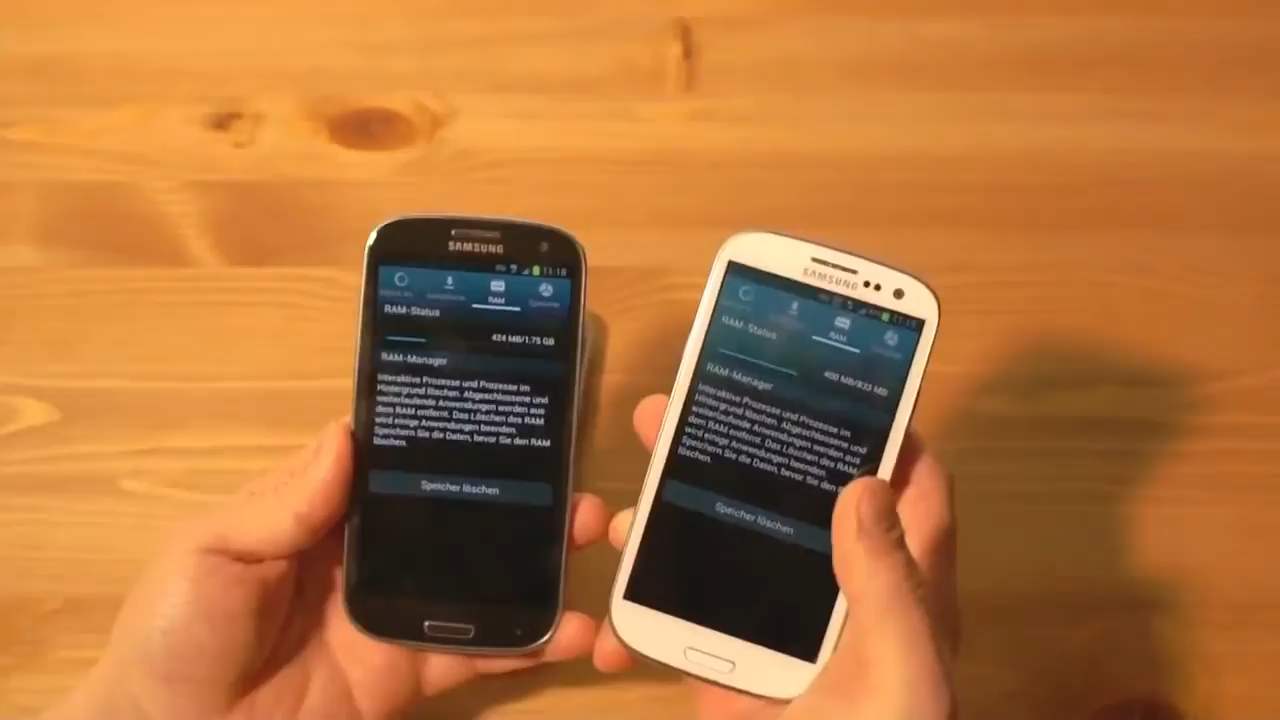 SAMSUNG
11:18
RAM
RAM-Status
424 MB/1.75 GB
RAM-Manager
Interaktive Prozesse und Prozesse im
Hintergrund löschen. Abgeschlossene und
weiterlaufende Anwendungen werden aus
dem RAM entfernt. Das Löschen des RAM
wird einige Anwendungen beenden.
Speichern Sie die Daten, bevor Sie den RAM
löschen.
Speicher löschen
SAMSUNG
RAM
RAM-Status
400 MB/833 MB
RAM-Manager
Interaktive Prozesse und Prozesse im
Hintergrund löschen. Abgeschlossene und
weiterlaufende Anwendungen werden aus
dem RAM entfernt. Das Löschen des RAM
wird einige Anwendungen beenden.
Speichern Sie die Daten, bevor Sie den
löschen.
Speicher löschen